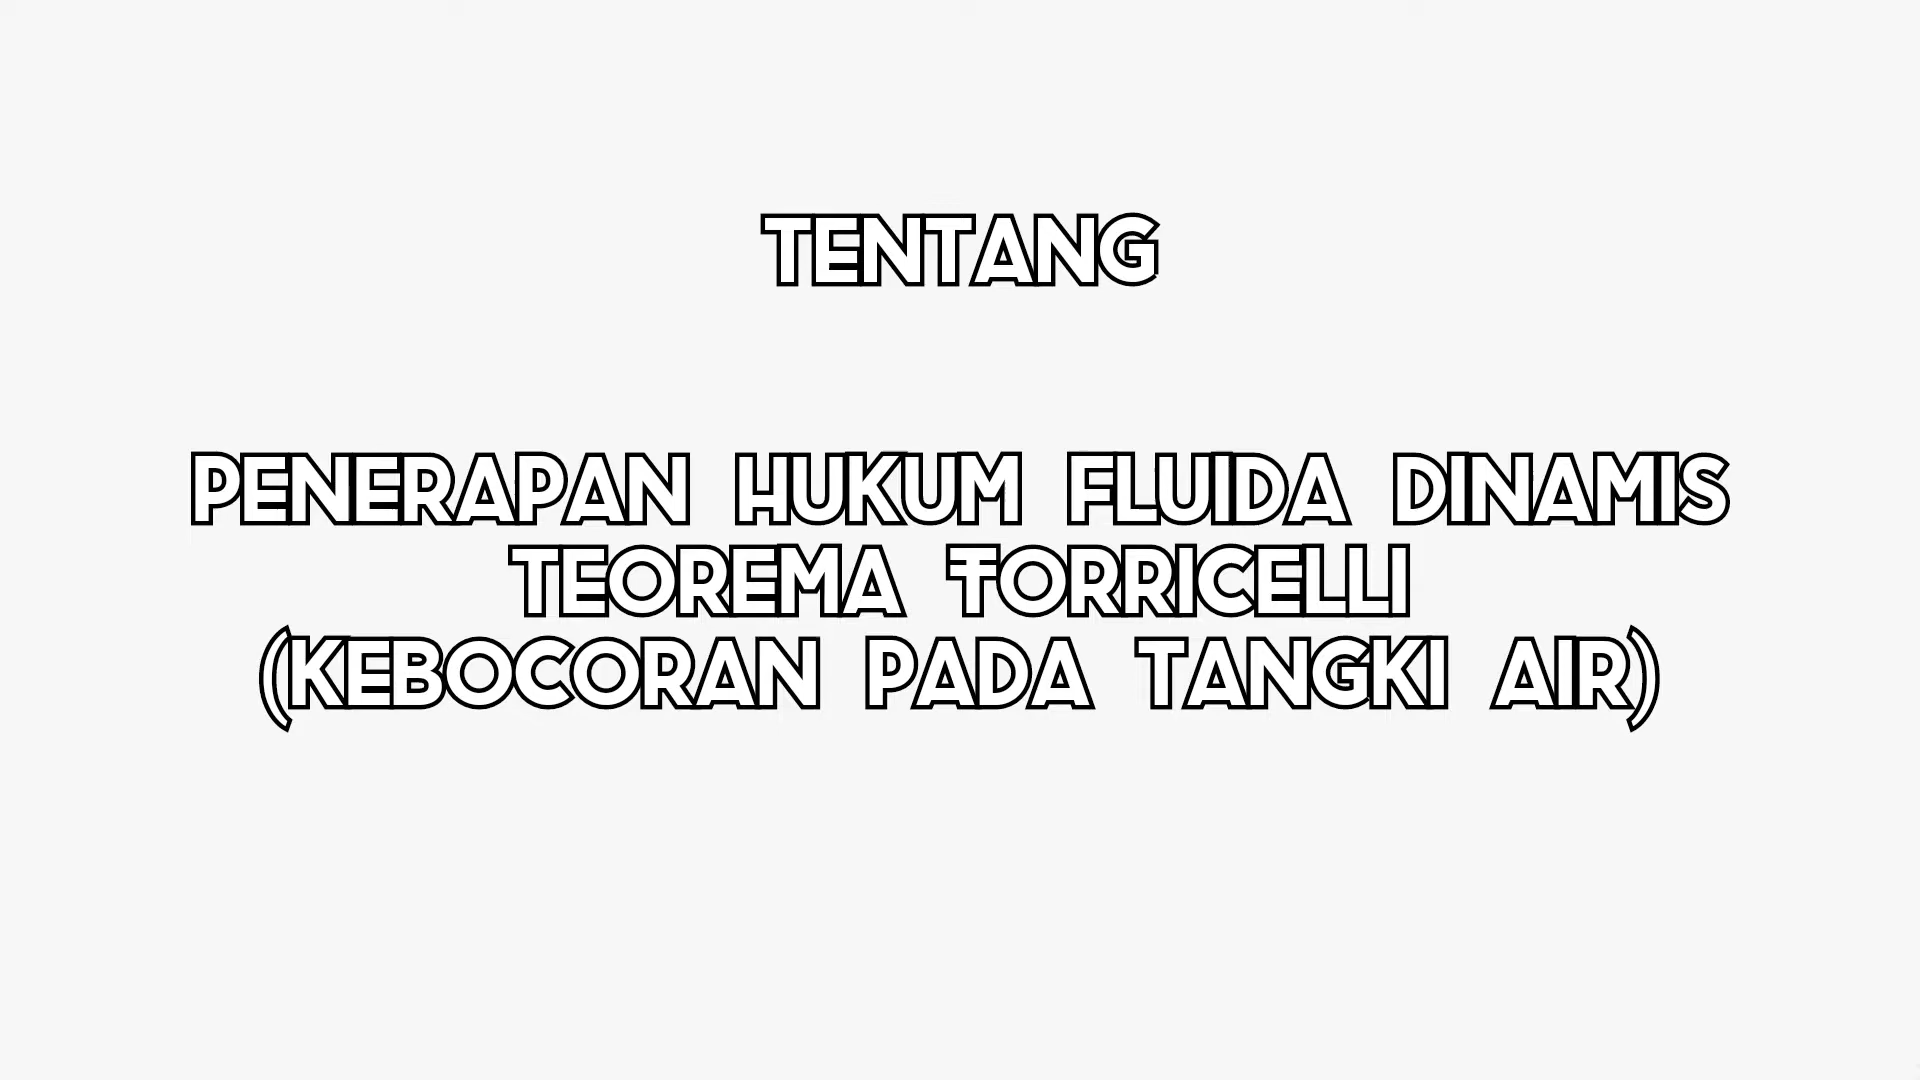 TENTANG
PENERAPAN HUKUM FLUIDA DINAMIS
TEOREMA TORRICELLI
(KEBOCORAN PADA TANGKI AIR)